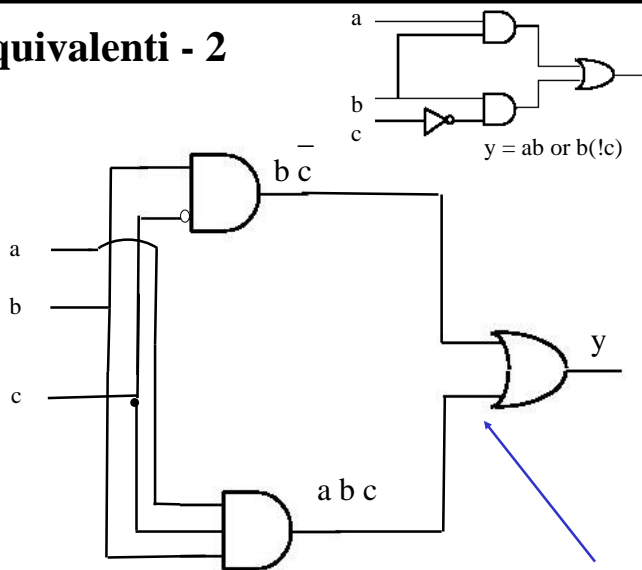 quivalenti - 2
a
b
c
y = ab or b(!c)
b c̅
a
b
c
y
a b c